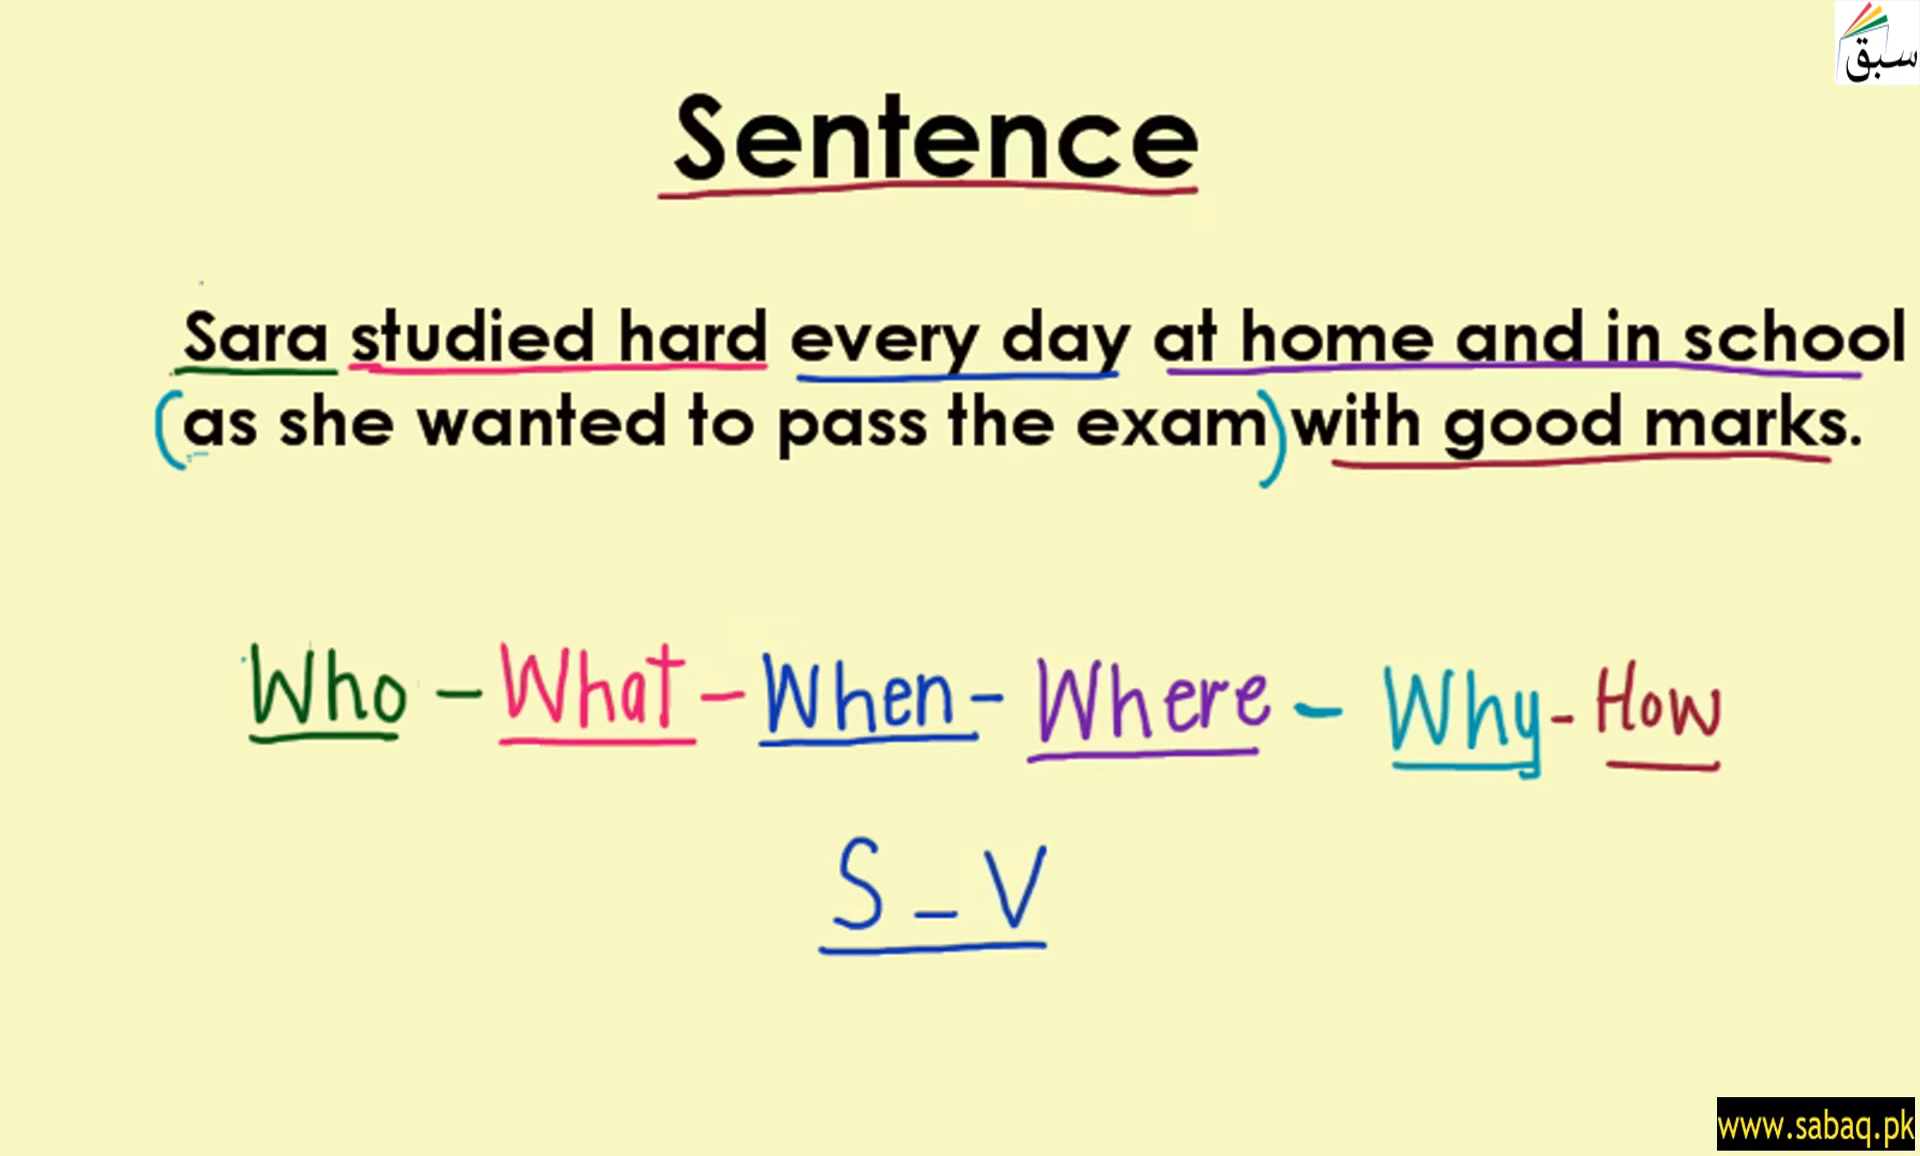 سبق
Sentence
Sara studied hard every day at home and in school
(as she wanted to pass the exam) with good marks.
Who - What - When - Where - Why - How
S - V
www.sabaq.pk